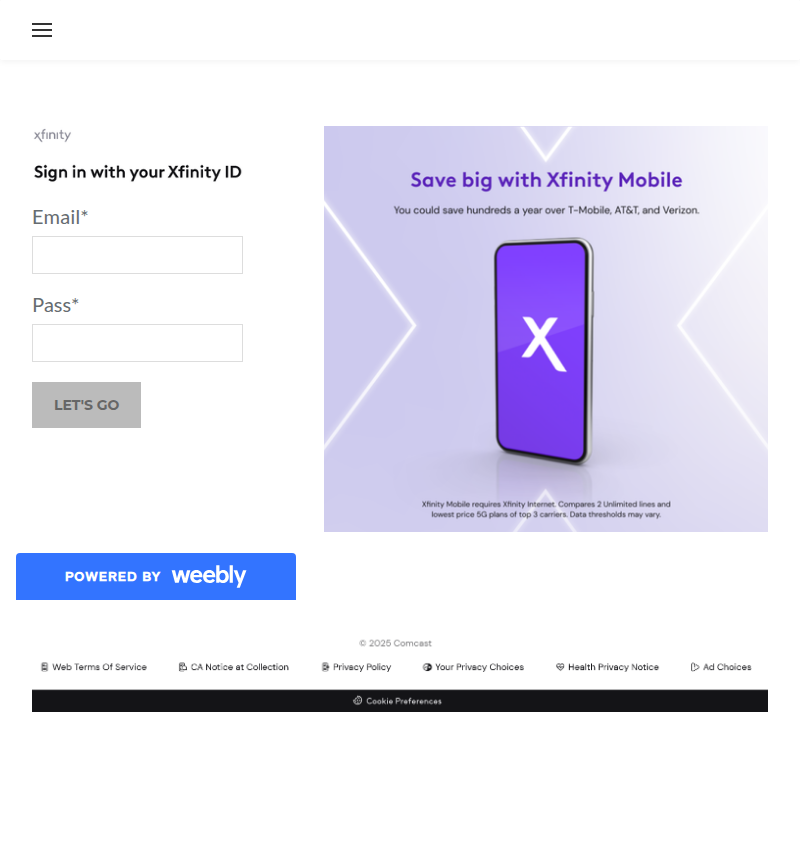 xfinity
Sign in with your Xfinity ID
Email*
Pass*
LET'S GO
Save big with Xfinity Mobile
You could save hundreds a year over T-Mobile, AT&T, and Verizon.
X
Xfinity Mobile requires Xfinity Internet. Compares 2 Unlimited lines and
lowest price 5G plans of top 3 carriers. Data thresholds may vary.
POWERED BY weebly
© 2025 Comcast
Web Terms Of Service CA Notice at Collection Privacy Policy Your Privacy Choices Health Privacy Notice Ad Choices
Cookie Preferences